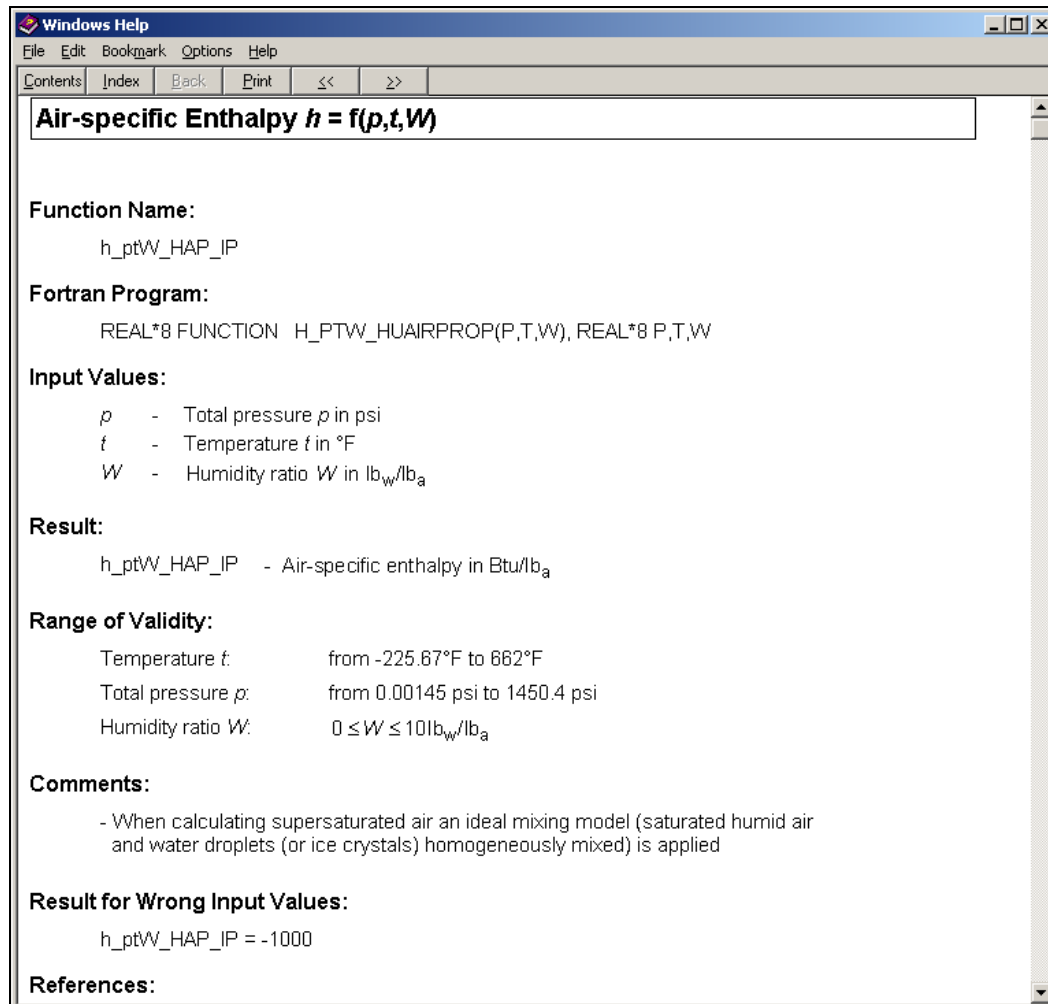 Windows Help
File Edit Bookmark Options Help
Contents Index Back Print << >>
Air-specific Enthalpy h = f(p,t,W)
Function Name:
h_ptW_HAP_IP
Fortran Program:
REAL*8 FUNCTION H_PTW_HUAIRPROP(P,T,W), REAL*8 P,T,W
Input Values:
p - Total pressure p in psi
t - Temperature t in °F
W - Humidity ratio W in lbw/lba
Result:
h_ptW_HAP_IP - Air-specific enthalpy in Btu/lba
Range of Validity:
Temperature t: from -225.67°F to 662°F
Total pressure p: from 0.00145 psi to 1450.4 psi
Humidity ratio W: 0 ≤ W ≤ 10lbw/lba
Comments:
- When calculating supersaturated air an ideal mixing model (saturated humid air
and water droplets (or ice crystals) homogeneously mixed) is applied
Result for Wrong Input Values:
h_ptW_HAP_IP = -1000
References: